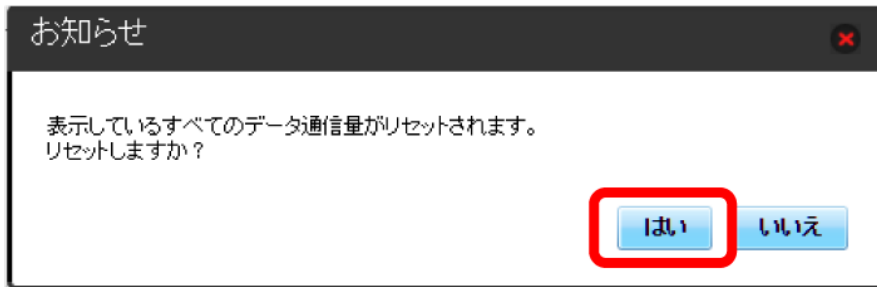 お知らせ
表示しているすべてのデータ通信量がリセットされます。
リセットしますか？
はい いいえ